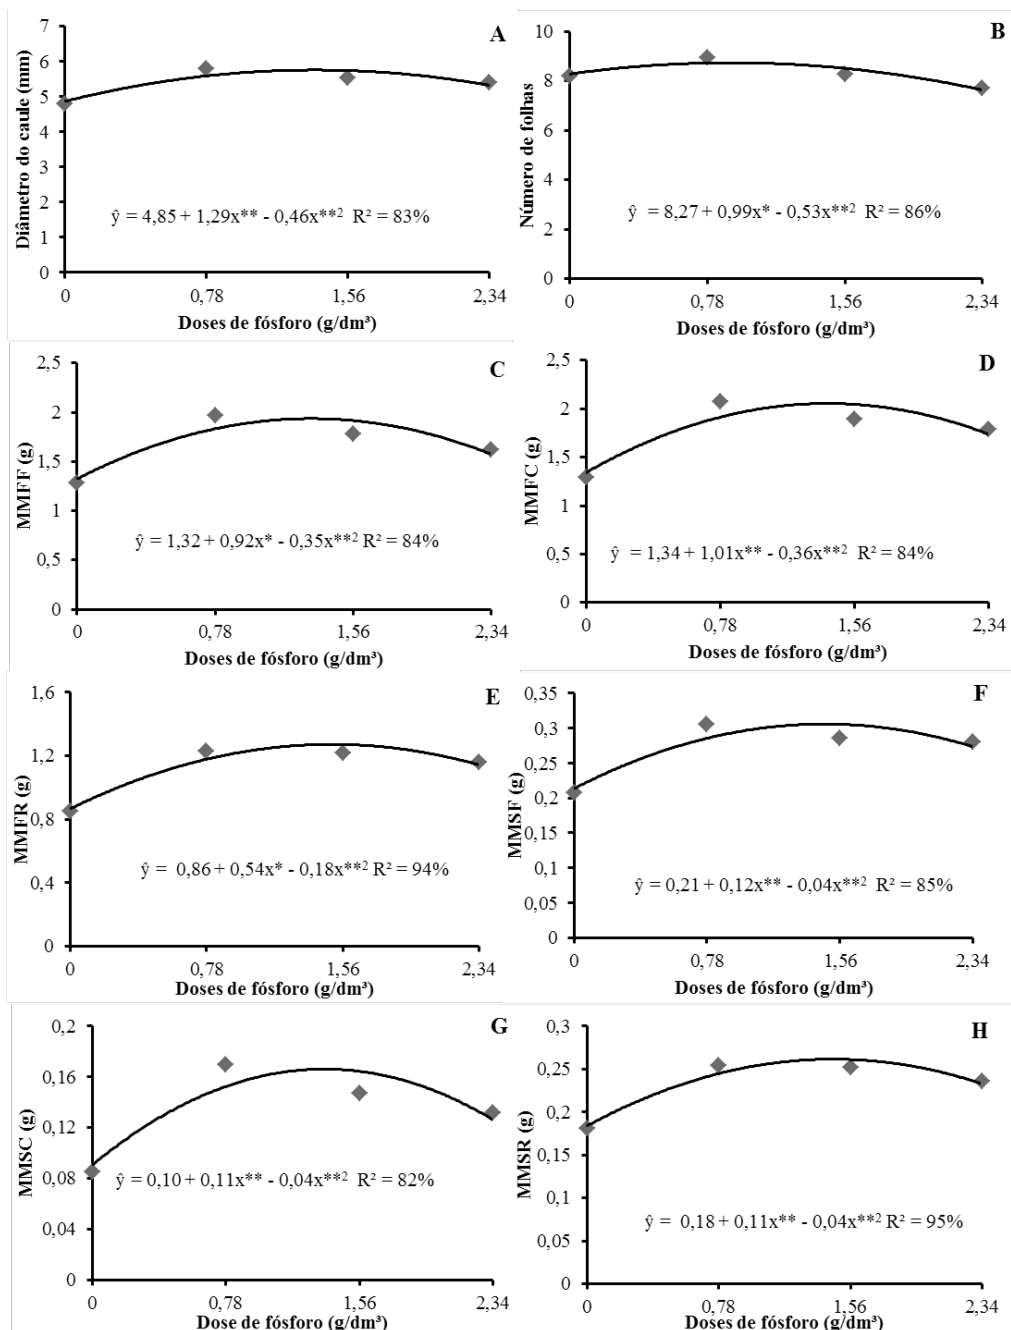 A
Diâmetro do caule (mm)
7
6
5
4
3
2
1
0
ŷ = 4,85 + 1,29x** - 0,46x**² R² = 83%
0 0,78 1,56 2,34
Doses de fósforo (g/dm³)
B
Número de folhas
10
8
6
4
2
0
ŷ = 8,27 + 0,99x* - 0,53x**² R² = 86%
0 0,78 1,56 2,34
Doses de fósforo (g/dm³)
C
MMFF (g)
2,5
2
1,5
1
0,5
0
ŷ = 1,32 + 0,92x* - 0,35x**² R² = 84%
0 0,78 1,56 2,34
Doses de fósforo (g/dm³)
D
MMFC (g)
2,5
2
1,5
1
0,5
0
ŷ = 1,34 + 1,01x** - 0,36x**² R² = 84%
0 0,78 1,56 2,34
Doses de fósforo (g/dm³)
E
MMFR (g)
1,6
1,2
0,8
0,4
0
ŷ = 0,86 + 0,54x* - 0,18x**² R² = 94%
0 0,78 1,56 2,34
Doses de fósforo (g/dm³)
F
MMSF (g)
0,35
0,3
0,25
0,2
0,15
0,1
0,05
0
ŷ = 0,21 + 0,12x** - 0,04x**² R² = 85%
0 0,78 1,56 2,34
Doses de fósforo (g/dm³)
G
MMSC (g)
0,2
0,16
0,12
0,08
0,04
0
ŷ = 0,10 + 0,11x** - 0,04x**² R² = 82%
0 0,78 1,56 2,34
Dose de fósforo (g/dm³)
H
MMSR (g)
0,3
0,25
0,2
0,15
0,1
0,05
0
ŷ = 0,18 + 0,11x** - 0,04x**² R² = 95%
0 0,78 1,56 2,34
Doses de fósforo (g/dm³)